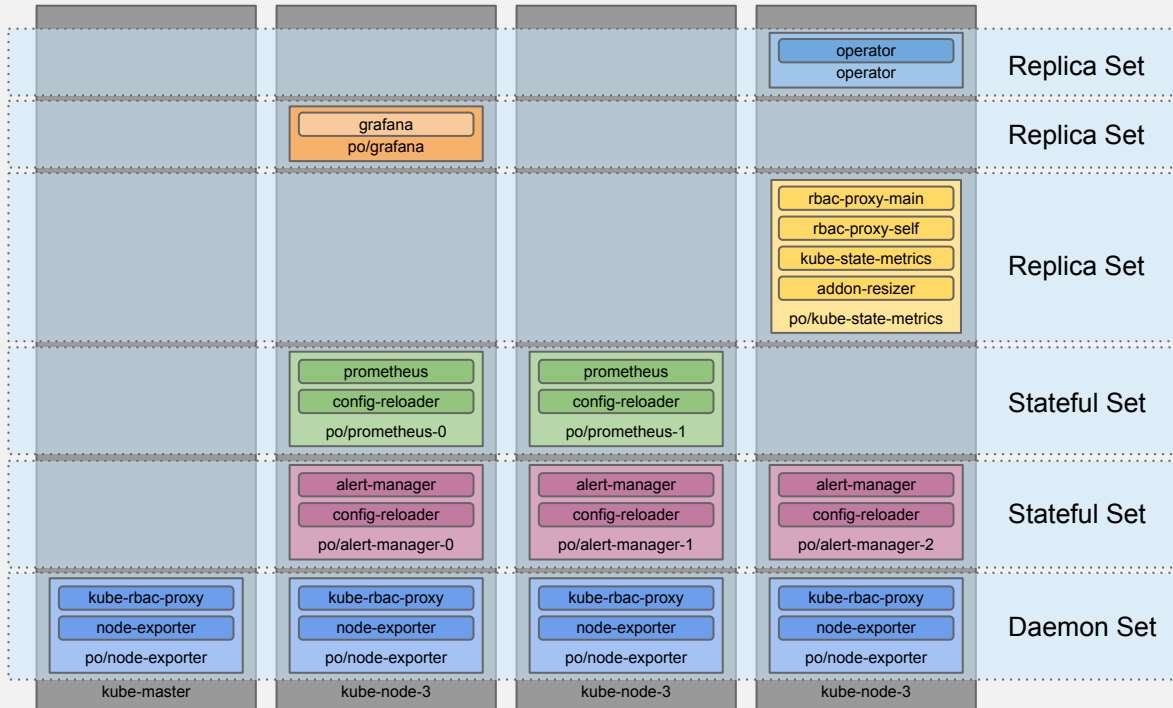 operator
operator
Replica Set
grafana
po/grafana
Replica Set
rbac-proxy-main
rbac-proxy-self
kube-state-metrics
addon-resizer
po/kube-state-metrics
Replica Set
prometheus
config-reloader
po/prometheus-0
prometheus
config-reloader
po/prometheus-1
Stateful Set
alert-manager
config-reloader
po/alert-manager-0
alert-manager
config-reloader
po/alert-manager-1
alert-manager
config-reloader
po/alert-manager-2
Stateful Set
kube-rbac-proxy
node-exporter
po/node-exporter
kube-rbac-proxy
node-exporter
po/node-exporter
kube-rbac-proxy
node-exporter
po/node-exporter
kube-rbac-proxy
node-exporter
po/node-exporter
Daemon Set
kube-master
kube-node-3
kube-node-3
kube-node-3